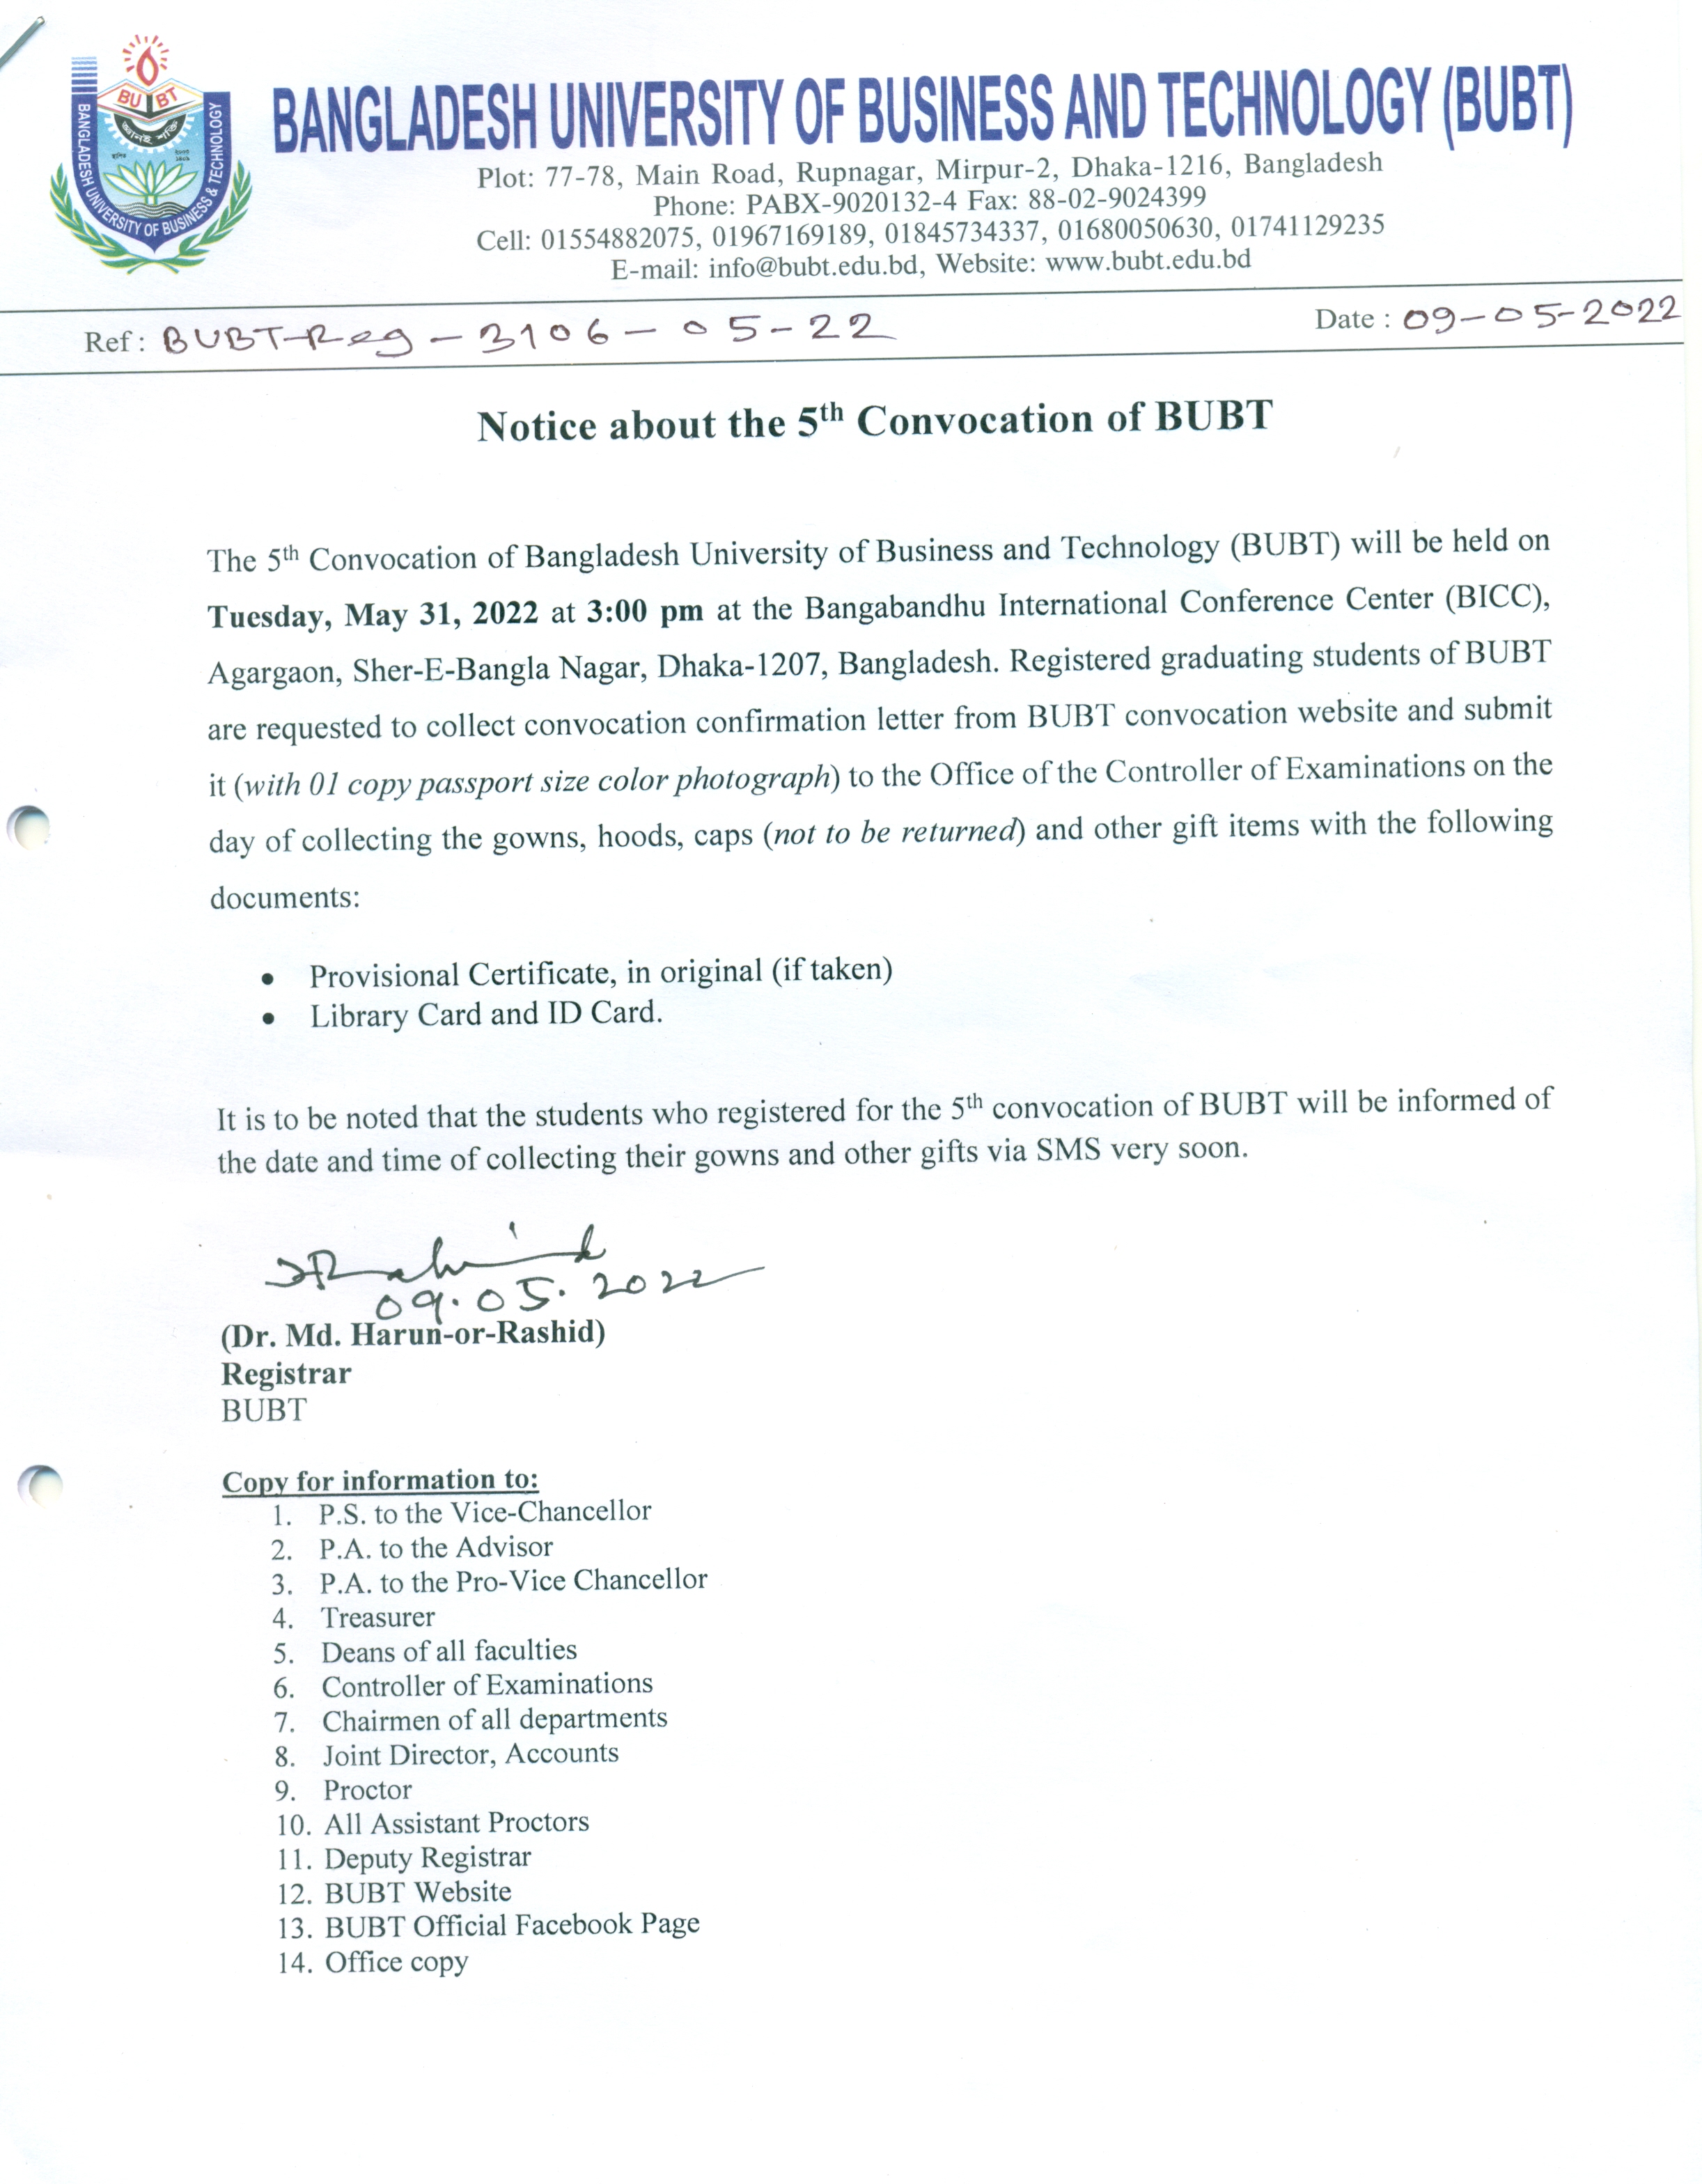 BU BT
জ্ঞানই শক্তি
BANGLADESH UNIVERSITY OF BUSINESS & TECHNOLOGY
BANGLADESH UNIVERSITY OF BUSINESS AND TECHNOLOGY (BUBT)
Plot: 77-78, Main Road, Rupnagar, Mirpur-2, Dhaka-1216, Bangladesh
Phone: PABX-9020132-4 Fax: 88-02-9024399
Cell: 01554882075, 01967169189, 01845734337, 01680050630, 01741129235
E-mail: info@bubt.edu.bd, Website: www.bubt.edu.bd
Ref : BUBT-Reg - 3106 - 05-22 Date : 09-05-2022
Notice about the 5th Convocation of BUBT
The 5th Convocation of Bangladesh University of Business and Technology (BUBT) will be held on
Tuesday, May 31, 2022 at 3:00 pm at the Bangabandhu International Conference Center (BICC),
Agargaon, Sher-E-Bangla Nagar, Dhaka-1207, Bangladesh. Registered graduating students of BUBT
are requested to collect convocation confirmation letter from BUBT convocation website and submit
it (with 01 copy passport size color photograph) to the Office of the Controller of Examinations on the
day of collecting the gowns, hoods, caps (not to be returned) and other gift items with the following
documents:
• Provisional Certificate, in original (if taken)
• Library Card and ID Card.
It is to be noted that the students who registered for the 5th convocation of BUBT will be informed of
the date and time of collecting their gowns and other gifts via SMS very soon.
09.05.2022
(Dr. Md. Harun-or-Rashid)
Registrar
BUBT
Copy for information to:
1. P.S. to the Vice-Chancellor
2. P.A. to the Advisor
3. P.A. to the Pro-Vice Chancellor
4. Treasurer
5. Deans of all faculties
6. Controller of Examinations
7. Chairmen of all departments
8. Joint Director, Accounts
9. Proctor
10. All Assistant Proctors
11. Deputy Registrar
12. BUBT Website
13. BUBT Official Facebook Page
14. Office copy